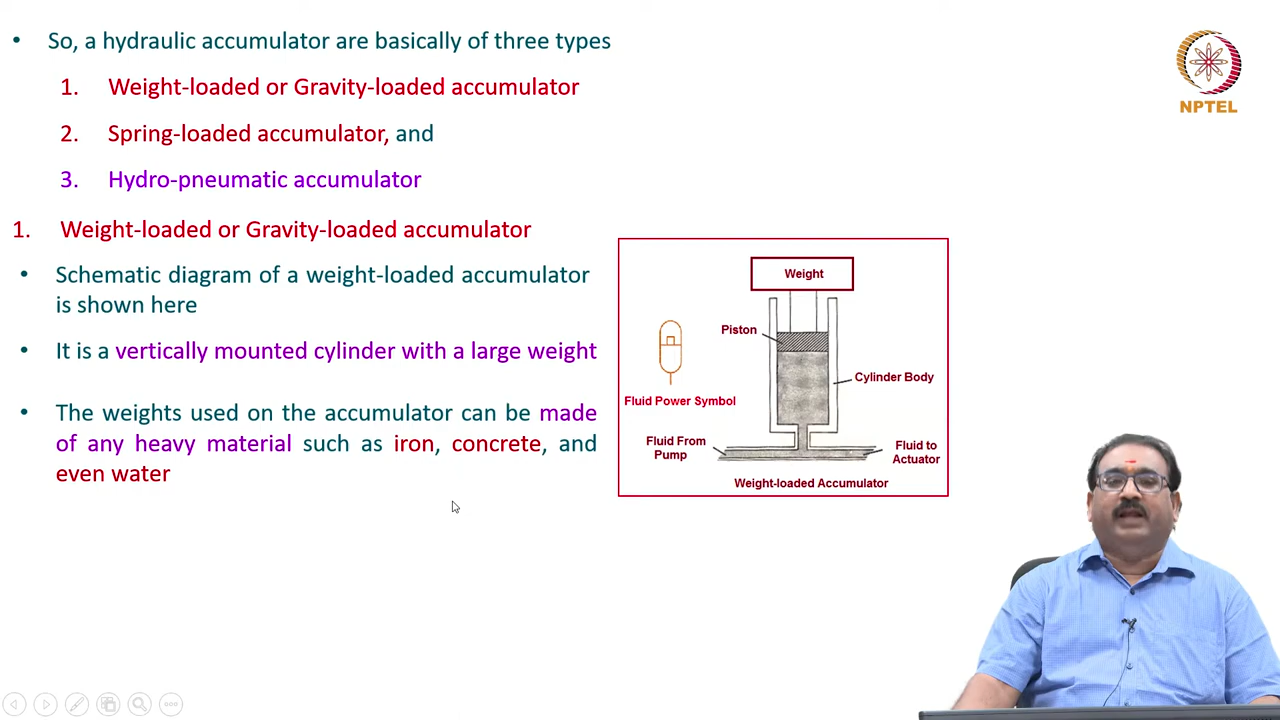 • So, a hydraulic accumulator are basically of three types
1. Weight-loaded or Gravity-loaded accumulator
2. Spring-loaded accumulator, and
3. Hydro-pneumatic accumulator
NPTEL
1. Weight-loaded or Gravity-loaded accumulator
• Schematic diagram of a weight-loaded accumulator
is shown here
• It is a vertically mounted cylinder with a large weight
• The weights used on the accumulator can be made
of any heavy material such as iron, concrete, and
even water
Weight
Piston
Cylinder Body
Fluid Power Symbol
Fluid From
Pump
Fluid to
Actuator
Weight-loaded Accumulator